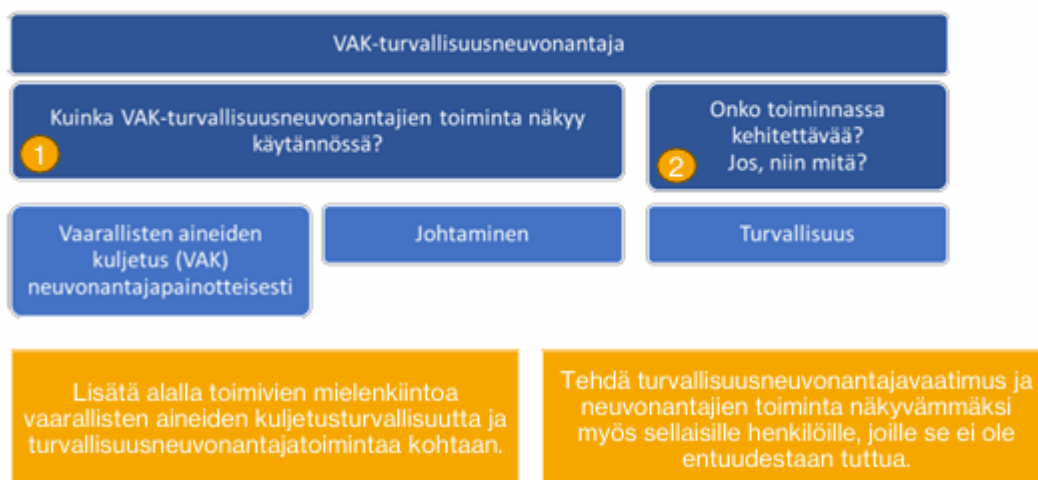 VAK-turvallisuusneuvonantaja
Kuinka VAK-turvallisuusneuvonantajien toiminta näkyy
käytännössä?
1
Onko toiminnassa
kehitettävää?
Jos, niin mitä?
2
Vaarallisten aineiden
kuljetus (VAK)
neuvonantajapainotteisesti
Johtaminen
Turvallisuus
Lisätä alalla toimivien mielenkiintoa
vaarallisten aineiden kuljetusturvallisuutta ja
turvallisuusneuvonantajatoimintaa kohtaan.
Tehdä turvallisuusneuvonantajavaatimus ja
neuvonantajien toiminta näkyvämmäksi
myös sellaisille henkilöille, joille se ei ole
entuudestaan tuttua.